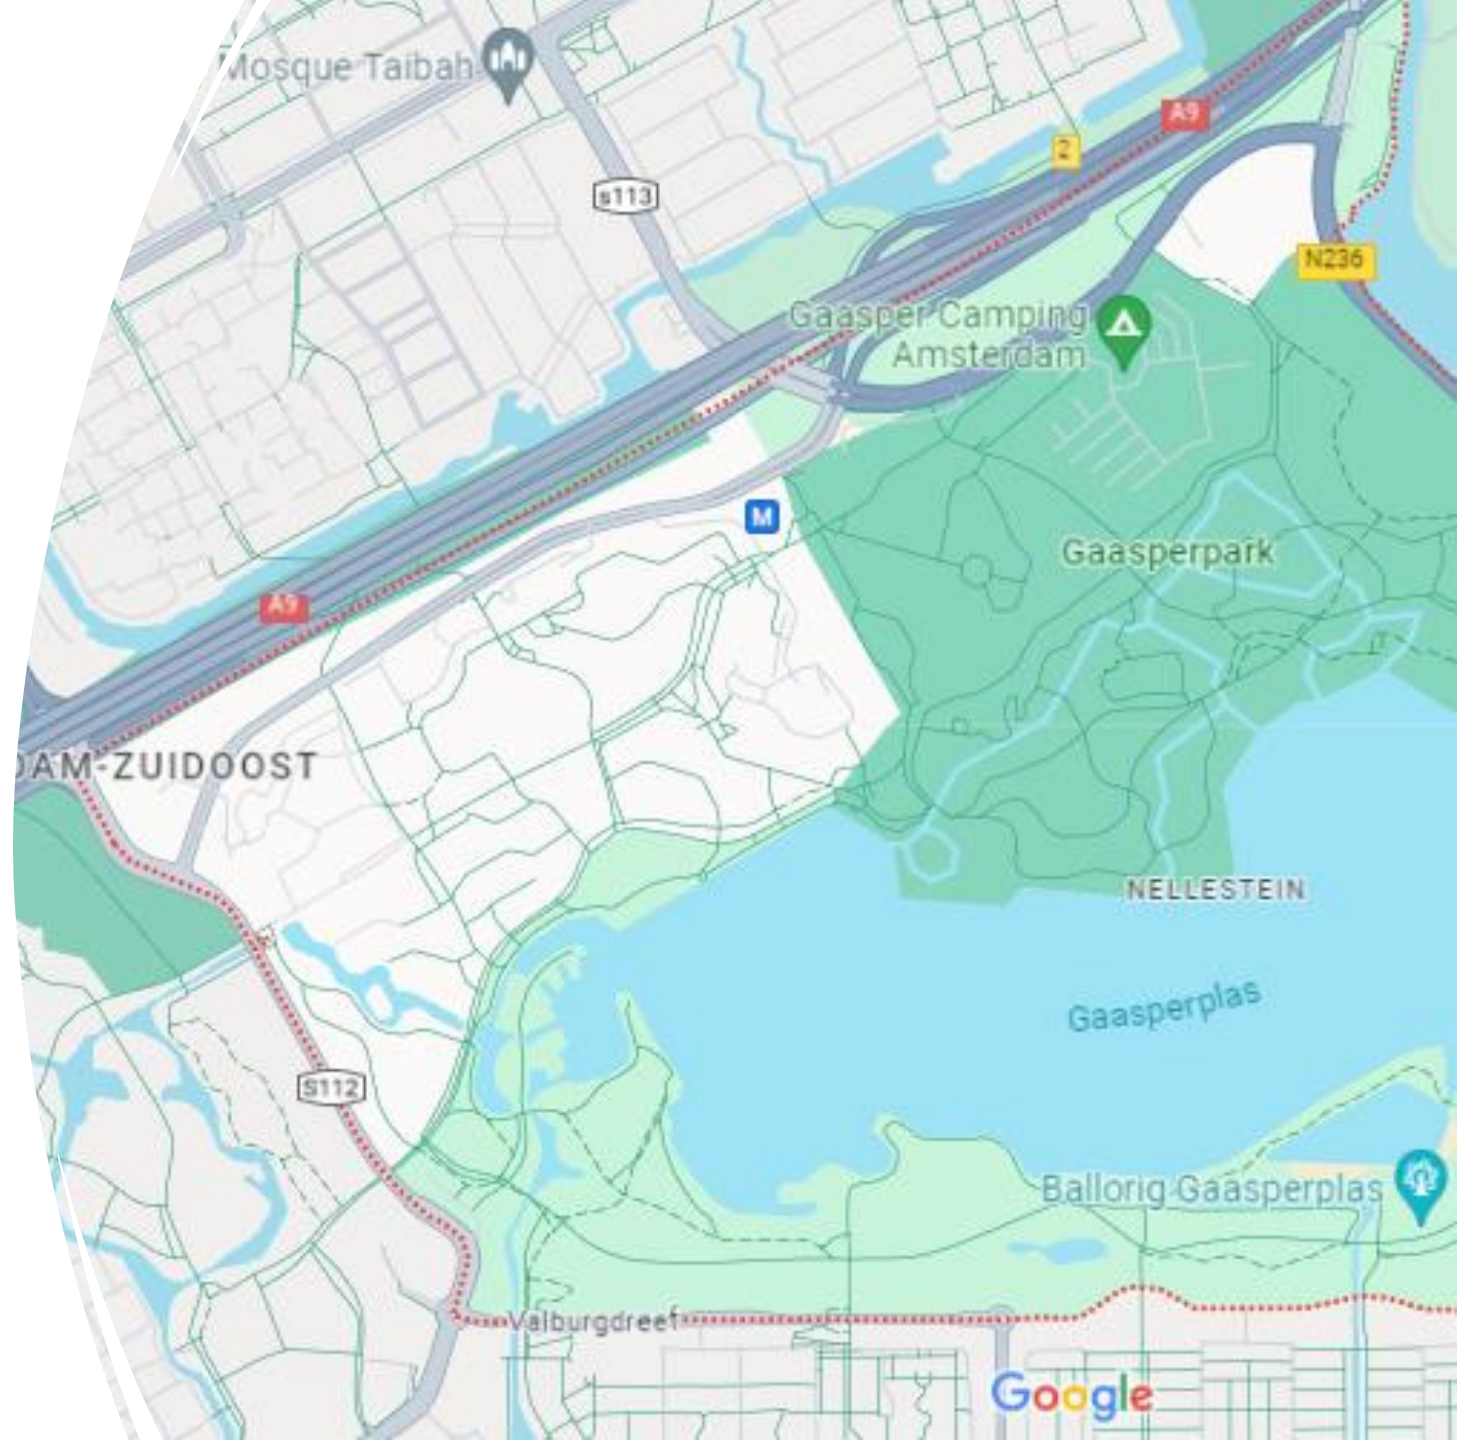 Mosque Taibah
A9
2
s113
N236
Gaasper Camping
Amsterdam
M
Gaasperpark
A9
DAM-ZUIDOOST
NELLESTEIN
Gaasperplas
S112
Ballorig Gaasperplas
Valburgdreef
Google